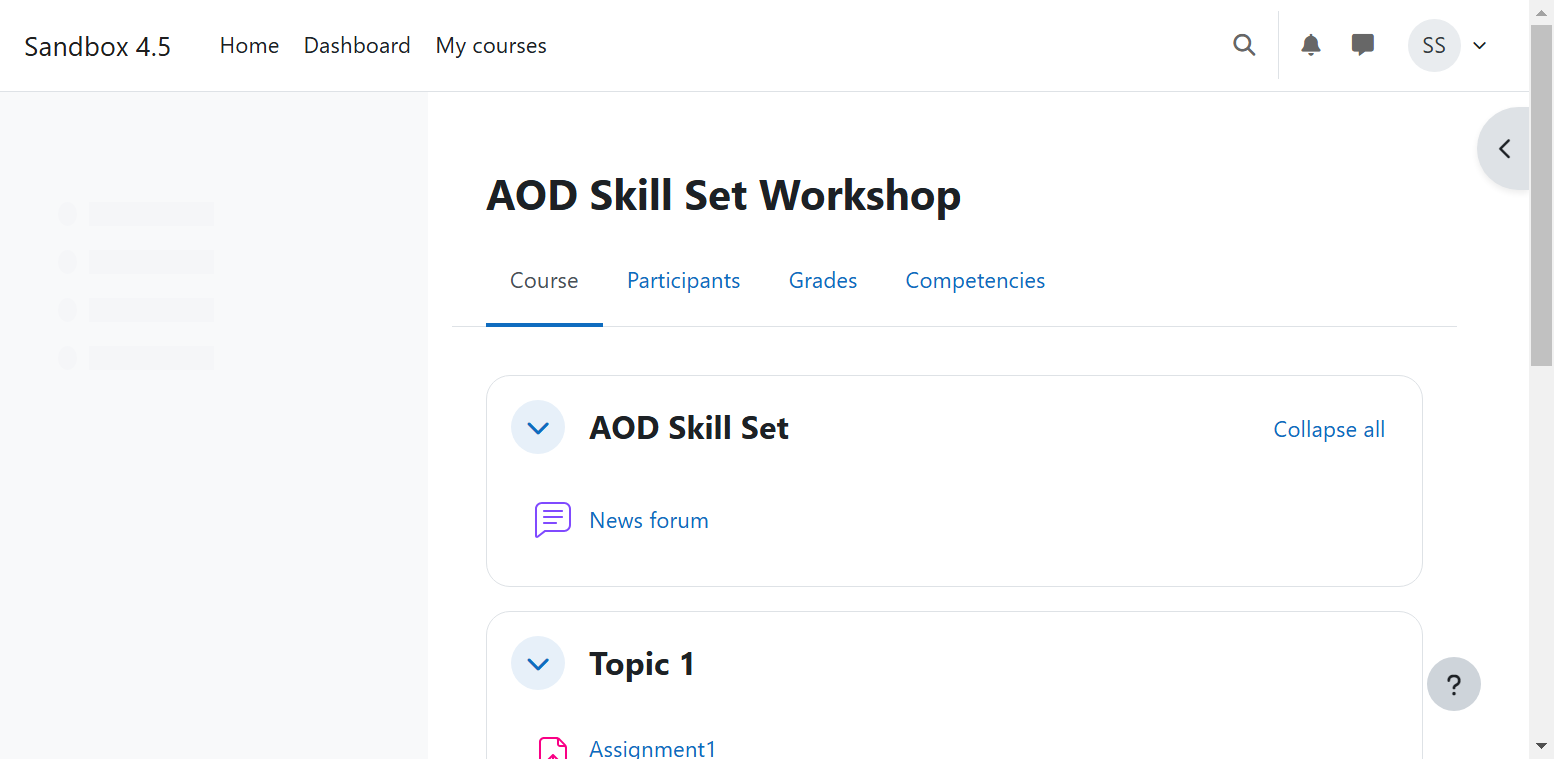 Sandbox 4.5 Home Dashboard My courses SS
AOD Skill Set Workshop
Course Participants Grades Competencies
AOD Skill Set Collapse all
News forum
Topic 1
?
Assignment1